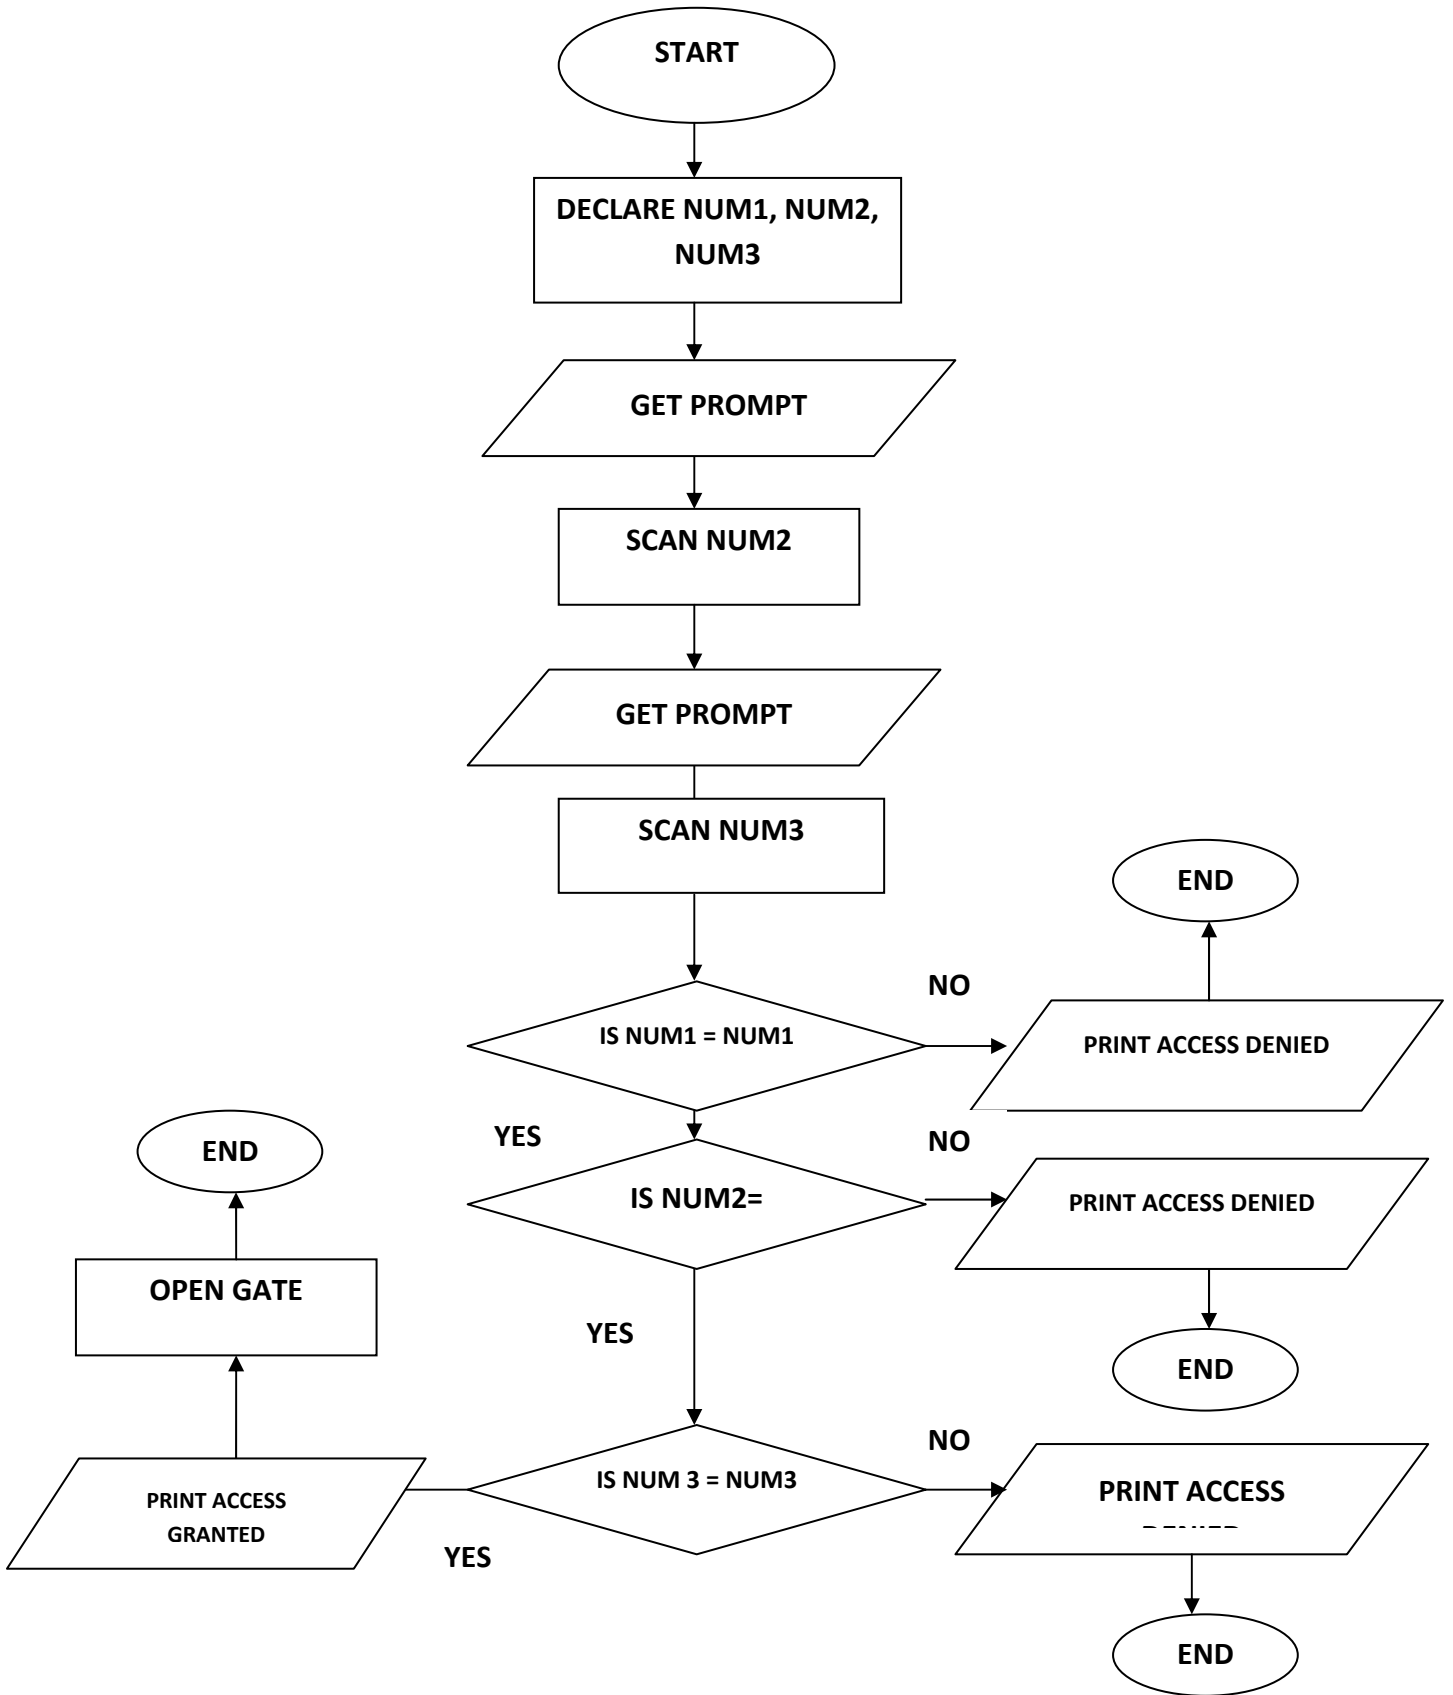 START
DECLARE NUM1, NUM2,
NUM3
GET PROMPT
SCAN NUM2
GET PROMPT
SCAN NUM3
END
NO
IS NUM1 = NUM1
PRINT ACCESS DENIED
YES
NO
END
IS NUM2=
PRINT ACCESS DENIED
OPEN GATE
YES
END
NO
IS NUM 3 = NUM3
PRINT ACCESS
PRINT ACCESS
GRANTED
YES
END